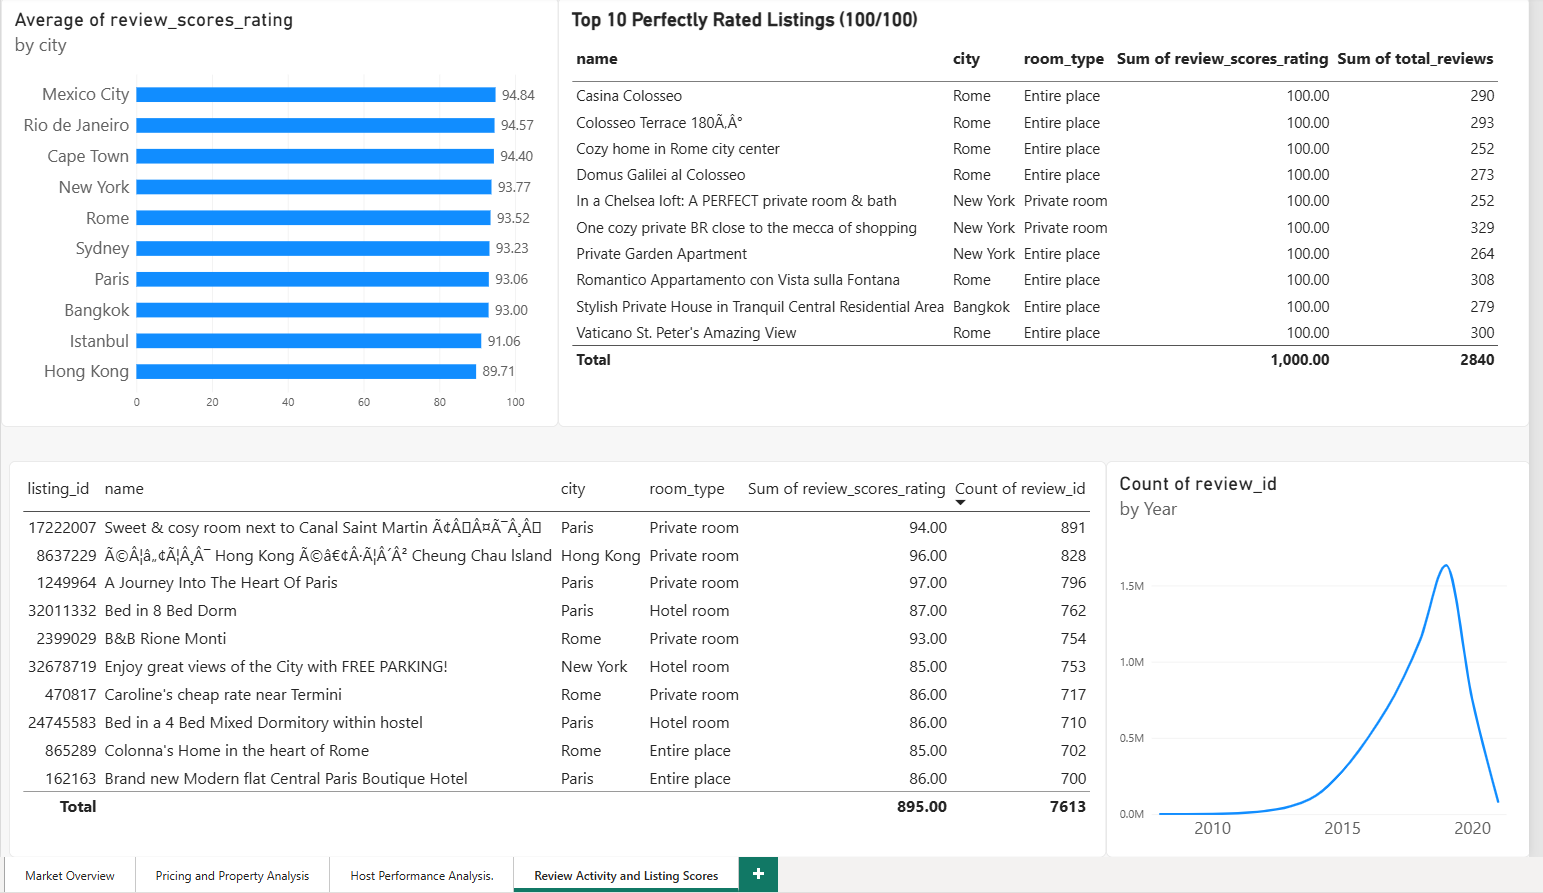 Average of review_scores_rating
by city
Mexico City 94.84
Rio de Janeiro 94.57
Cape Town 94.40
New York 93.77
Rome 93.52
Sydney 93.23
Paris 93.06
Bangkok 93.00
Istanbul 91.06
Hong Kong 89.71
0 20 40 60 80 100
Top 10 Perfectly Rated Listings (100/100)
name city room_type Sum of review_scores_rating Sum of total_reviews
Casina Colosseo Rome Entire place 100.00 290
Colosseo Terrace 180Ã‚Â° Rome Entire place 100.00 293
Cozy home in Rome city center Rome Entire place 100.00 252
Domus Galilei al Colosseo Rome Entire place 100.00 273
In a Chelsea loft: A PERFECT private room & bath New York Private room 100.00 252
One cozy private BR close to the mecca of shopping New York Private room 100.00 329
Private Garden Apartment New York Entire place 100.00 264
Romantico Appartamento con Vista sulla Fontana Rome Entire place 100.00 308
Stylish Private House in Tranquil Central Residential Area Bangkok Entire place 100.00 279
Vaticano St. Peter's Amazing View Rome Entire place 100.00 300
Total 1,000.00 2840
listing_id name city room_type Sum of review_scores_rating Count of review_id
17222007 Sweet & cosy room next to Canal Saint Martin Paris Private room 94.00 891
8637229 Hong Kong Cheung Chau lsland Hong Kong Private room 96.00 828
1249964 A Journey Into The Heart Of Paris Paris Private room 97.00 796
32011332 Bed in 8 Bed Dorm Paris Hotel room 87.00 762
2399029 B&B Rione Monti Rome Private room 93.00 754
32678719 Enjoy great views of the City with FREE PARKING! New York Hotel room 85.00 753
470817 Caroline's cheap rate near Termini Rome Private room 86.00 717
24745583 Bed in a 4 Bed Mixed Dormitory within hostel Paris Hotel room 86.00 710
865289 Colonna's Home in the heart of Rome Rome Entire place 85.00 702
162163 Brand new Modern flat Central Paris Boutique Hotel Paris Entire place 86.00 700
Total 895.00 7613
Count of review_id
by Year
1.5M
1.0M
0.5M
0.0M
2010 2015 2020
Market Overview Pricing and Property Analysis Host Performance Analysis. Review Activity and Listing Scores +